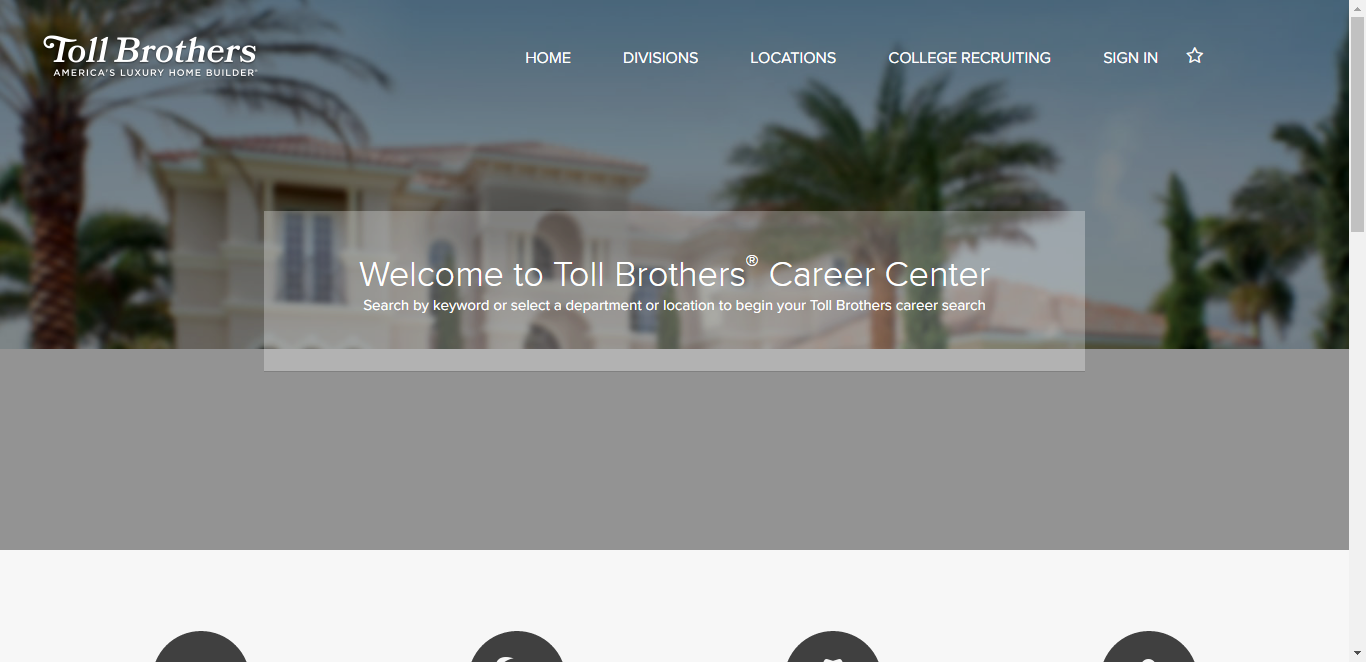 Toll Brothers
AMERICA'S LUXURY HOME BUILDER®
HOME
DIVISIONS
LOCATIONS
COLLEGE RECRUITING
SIGN IN
Welcome to Toll Brothers® Career Center
Search by keyword or select a department or location to begin your Toll Brothers career search